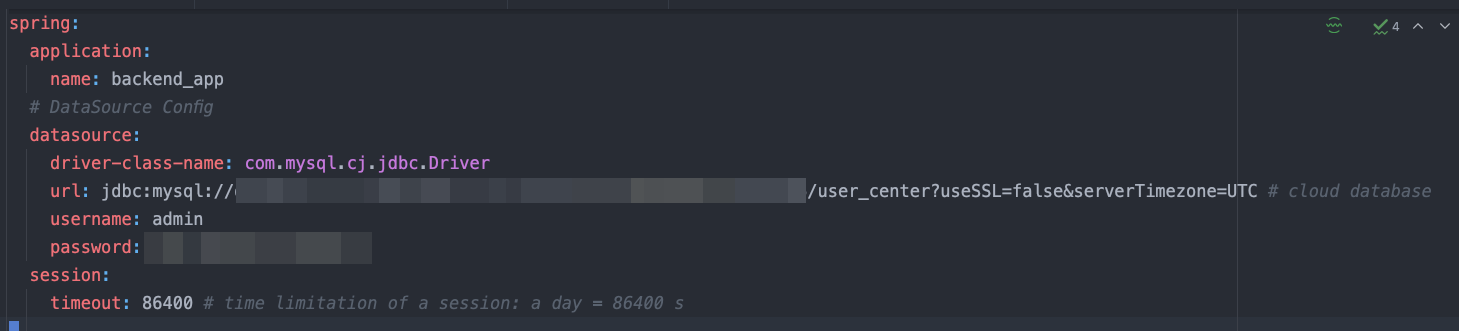 spring:
4
application:
name: backend_app
# DataSource Config
datasource:
driver-class-name: com.mysql.cj.jdbc.Driver
url: jdbc:mysql:// /user_center?useSSL=false&serverTimezone=UTC # cloud database
username: admin
password:
session:
timeout: 86400 # time limitation of a session: a day = 86400 s